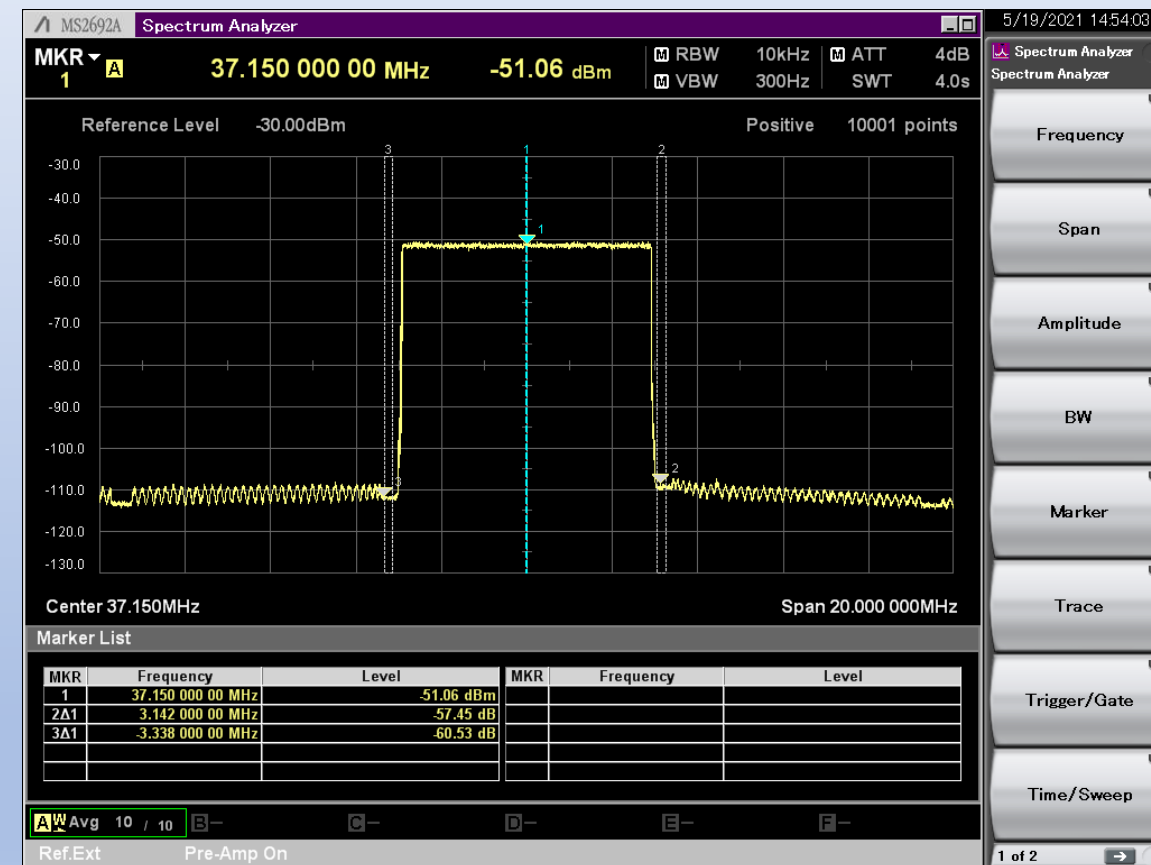 MS2692A Spectrum Analyzer 5/19/2021 14:54:03
MKR 1 A 37.150 000 00 MHz -51.06 dBm M RBW 10kHz M ATT 4dB
M VBW 300Hz SWT 4.0s
Spectrum Analyzer
Spectrum Analyzer
Reference Level -30.00dBm Positive 10001 points
3 1 2
-30.0
-40.0
-50.0
1
-60.0
-70.0
-80.0
-90.0
-100.0
2
3
-110.0
-120.0
-130.0
Center 37.150MHz Span 20.000 000MHz
Marker List
MKR Frequency Level MKR Frequency Level
1 37.150 000 00 MHz -51.06 dBm
2Δ1 3.142 000 00 MHz -57.45 dB
3Δ1 -3.338 000 00 MHz -60.53 dB
A W Avg 10 / 10 B- C- D- E- F-
Ref.Ext Pre-Amp On
Frequency
Span
Amplitude
BW
Marker
Trace
Trigger/Gate
Time/Sweep
1 of 2